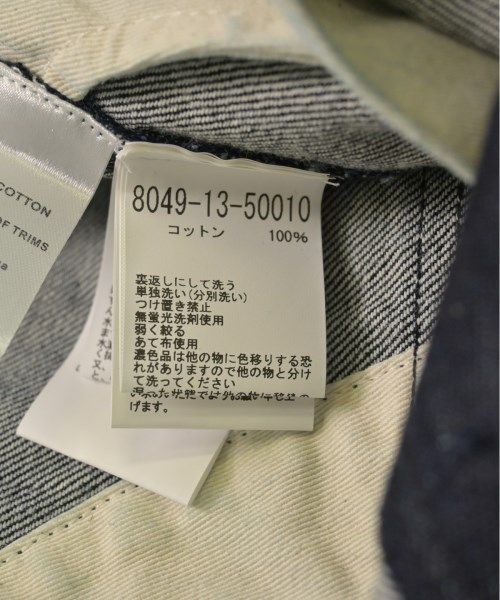 COTTON
OF TRIMS
8049-13-50010
コットン 100%
裏返しにして洗う
単独洗い(分別洗い)
つけ置き禁止
無蛍光洗剤使用
弱く絞る
あて布使用
濃色品は他の物に色移りする恐
れがありますので他の物と分け
て洗ってください
げます。